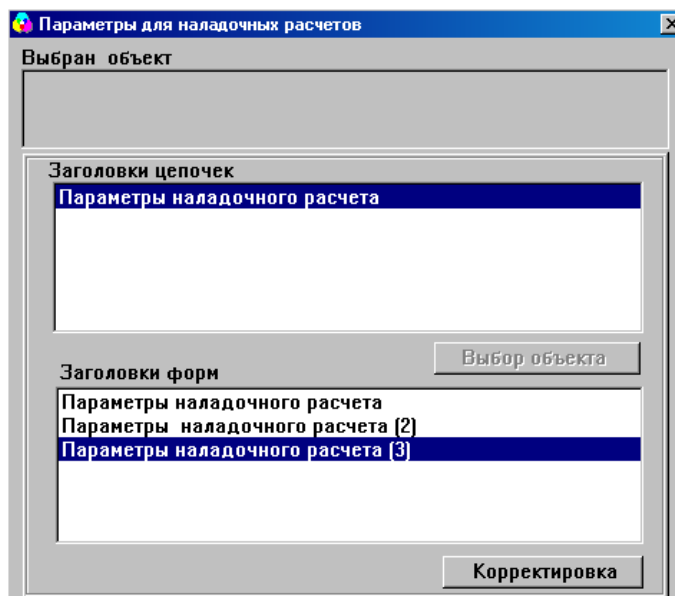 Параметры для наладочных расчетов
Выбран объект
Заголовки цепочек
Параметры наладочного расчета
Выбор объекта
Заголовки форм
Параметры наладочного расчета
Параметры наладочного расчета (2)
Параметры наладочного расчета (3)
Корректировка